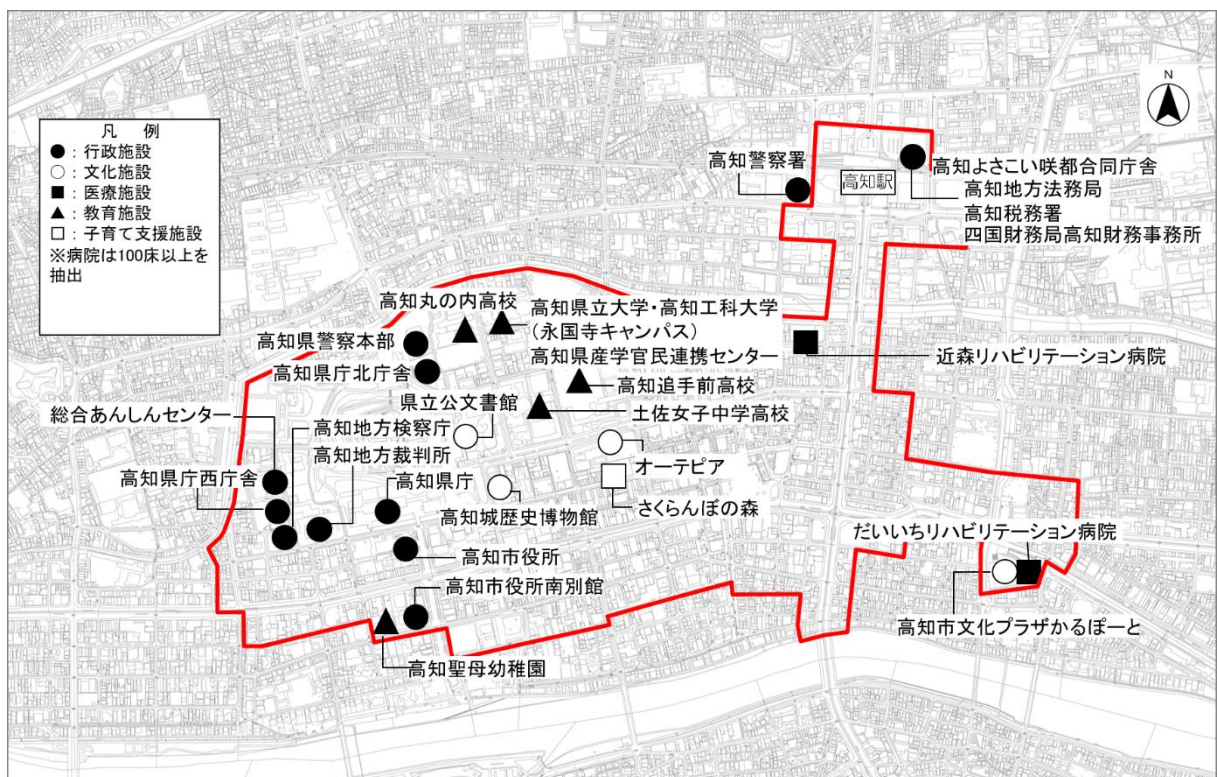 N
凡 例
●：行政施設
○：文化施設
■：医療施設
▲：教育施設
□：子育て支援施設
※病院は100床以上を
抽出
高知警察署
高知駅
高知よさこい咲都合同庁舎
高知地方法務局
高知税務署
四国財務局高知財務事務所
高知丸の内高校
高知県立大学・高知工科大学
(永国寺キャンパス)
高知県産学官民連携センター
高知県警察本部
高知県庁北庁舎
近森リハビリテーション病院
高知追手前高校
県立公文書館
土佐女子中学高校
総合あんしんセンター
高知地方検察庁
高知地方裁判所
高知県庁西庁舎
高知県庁
オーテピア
高知城歴史博物館
さくらんぼの森
だいいちリハビリテーション病院
高知市役所
高知市役所南別館
高知市文化プラザかるぽーと
高知聖母幼稚園